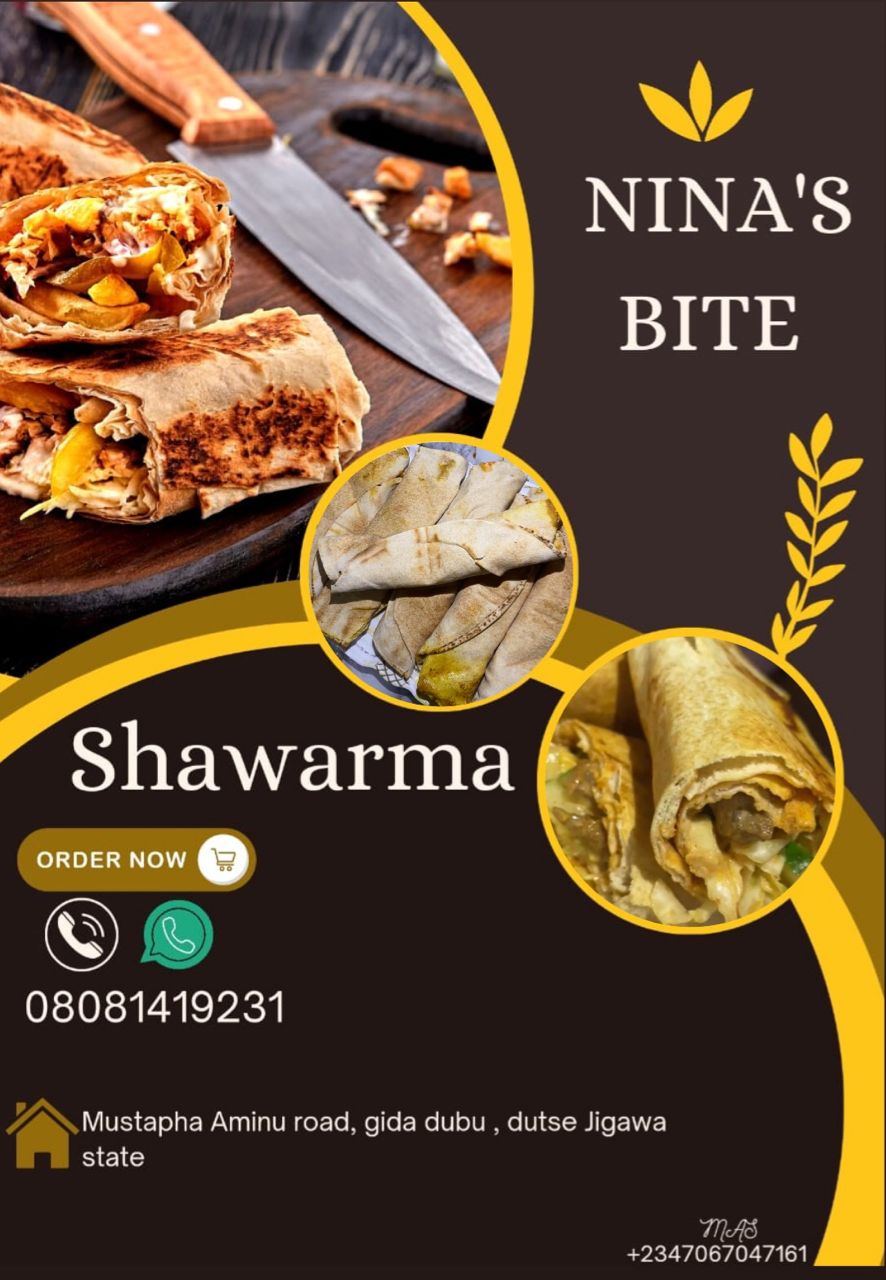 NINA'S
BITE
Shawarma
ORDER NOW
08081419231
Mustapha Aminu road, gida dubu , dutse Jigawa
state
MAS
+2347067047161